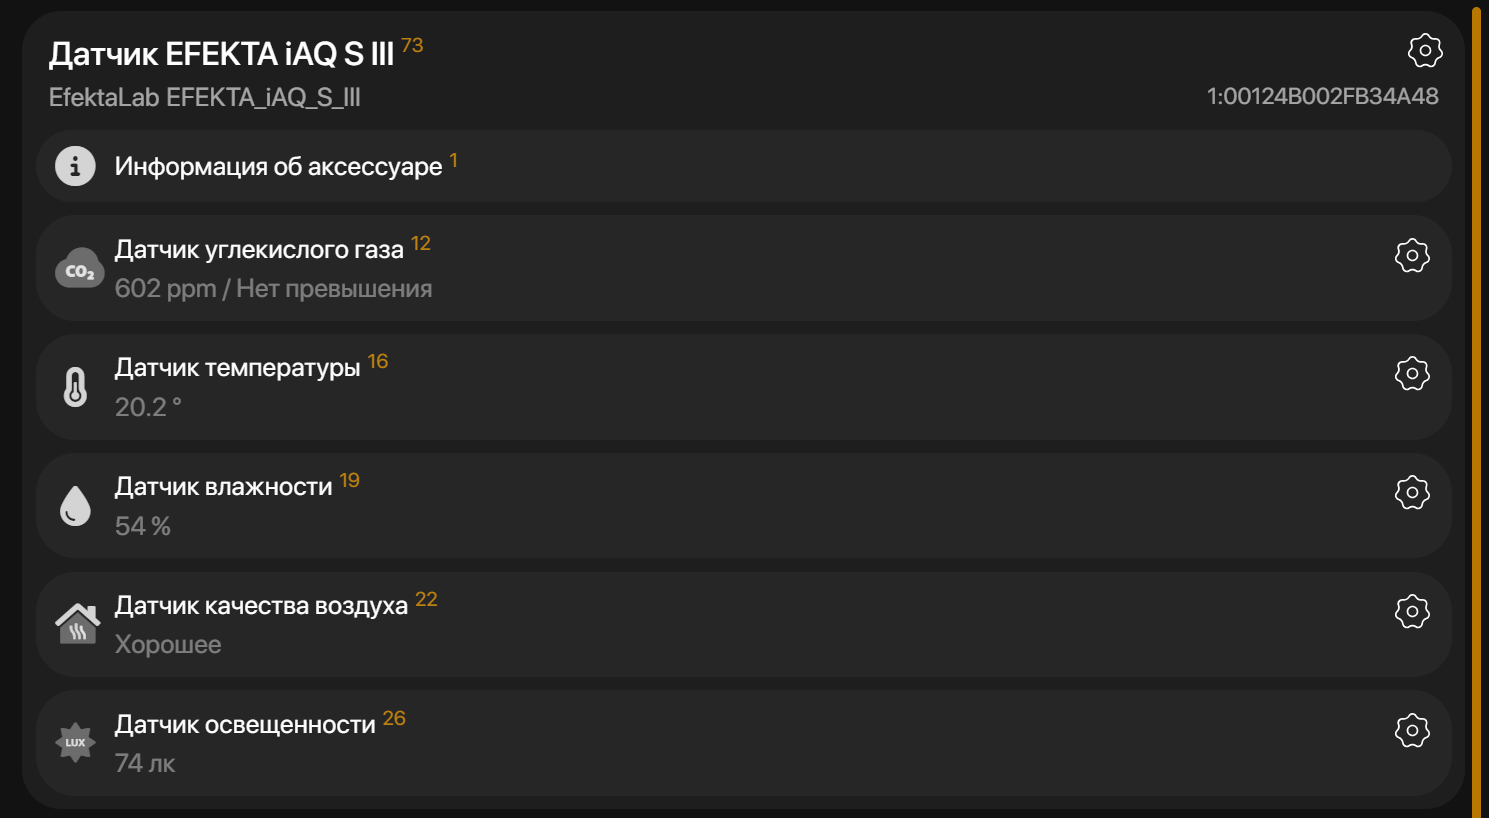 Датчик EFEKTA iAQ S III 73
EfektaLab EFEKTA_iAQ_S_III
1:00124B002FB34A48
Информация об аксессуаре 1
CO₂
Датчик углекислого газа 12
602 ppm / Нет превышения
Датчик температуры 16
20.2 °
Датчик влажности 19
54 %
Датчик качества воздуха 22
Хорошее
LUX
Датчик освещенности 26
74 лк